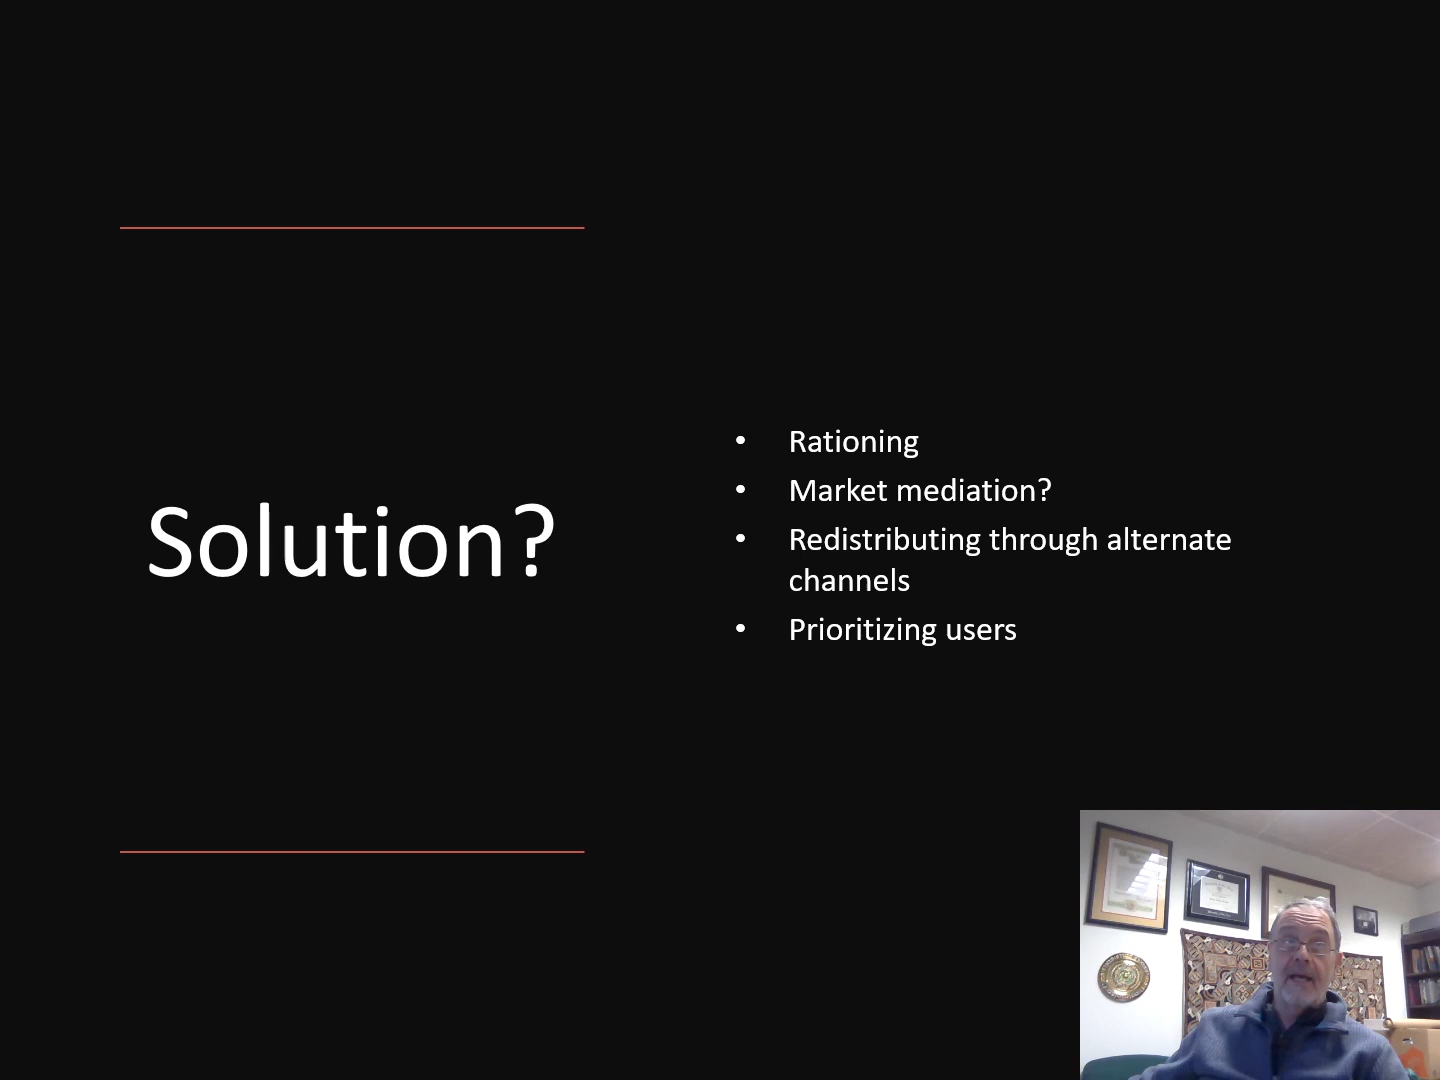 Solution?
• Rationing
• Market mediation?
• Redistributing through alternate
channels
• Prioritizing users